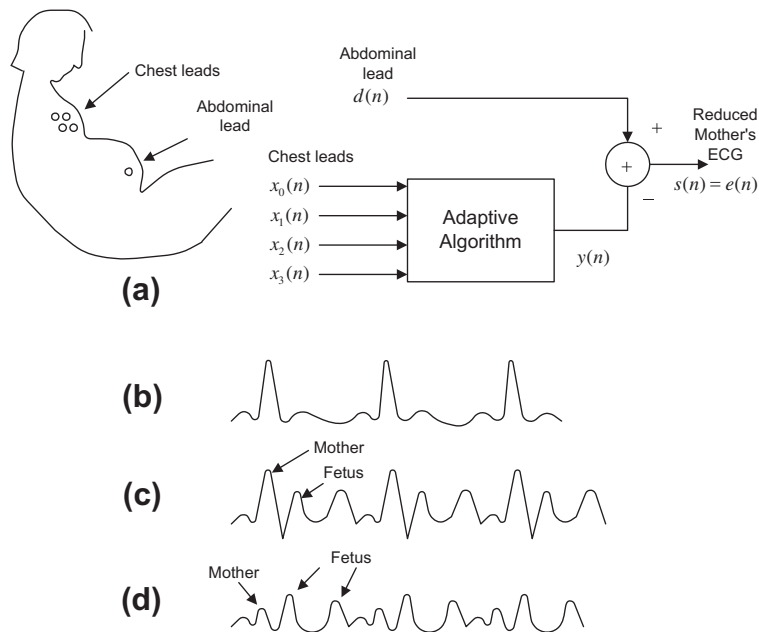 Chest leads
Abdominal
lead
(a)
Abdominal
lead
d(n)
Chest leads
x₀(n)
x₁(n)
x₂(n)
x₃(n)
Adaptive
Algorithm
y(n)
+
+
−
Reduced
Mother's
ECG
s(n) = e(n)
(b)
(c)
Mother
Fetus
(d)
Mother
Fetus